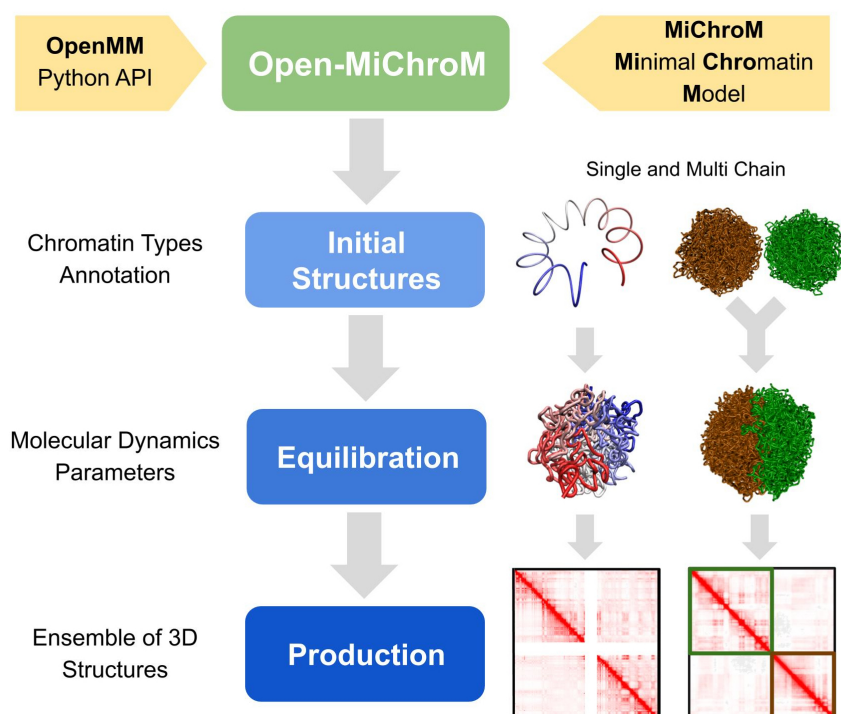 OpenMM
Python API
Open-MiChroM
MiChroM
Minimal Chromatin
Model
Single and Multi Chain
Chromatin Types
Annotation
Initial
Structures
Molecular Dynamics
Parameters
Equilibration
Ensemble of 3D
Structures
Production